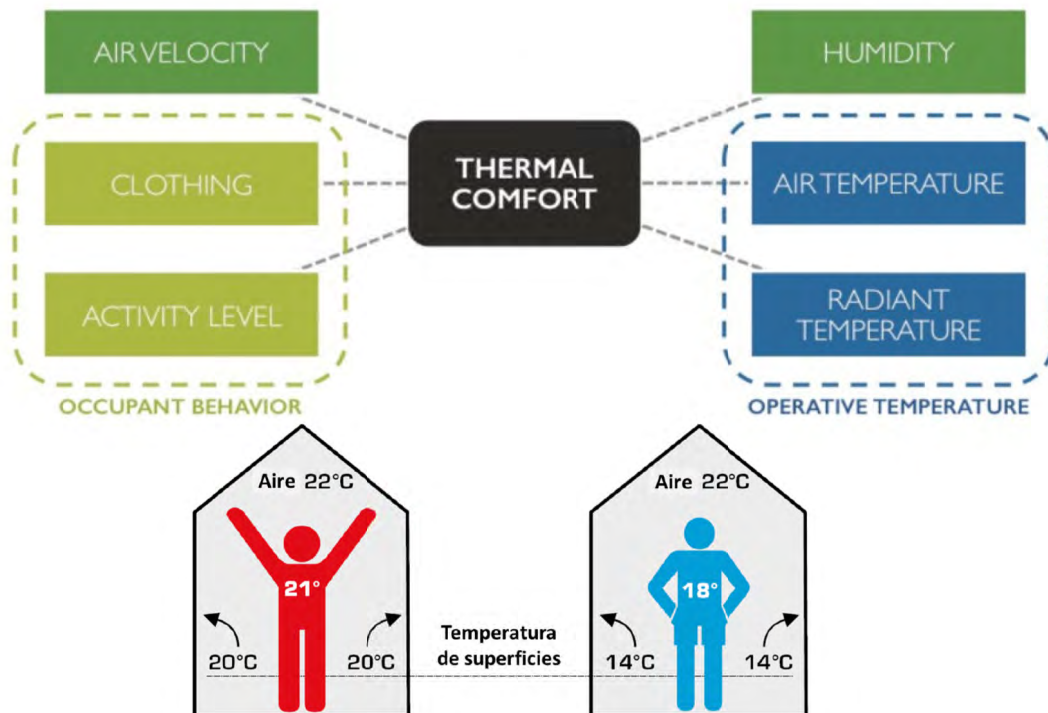 AIR VELOCITY
HUMIDITY
CLOTHING
THERMAL
COMFORT
AIR TEMPERATURE
ACTIVITY LEVEL
RADIANT
TEMPERATURE
OCCUPANT BEHAVIOR
OPERATIVE TEMPERATURE
Aire 22°C
Aire 22°C
21°
18°
20°C
20°C
Temperatura
de superficies
14°C
14°C